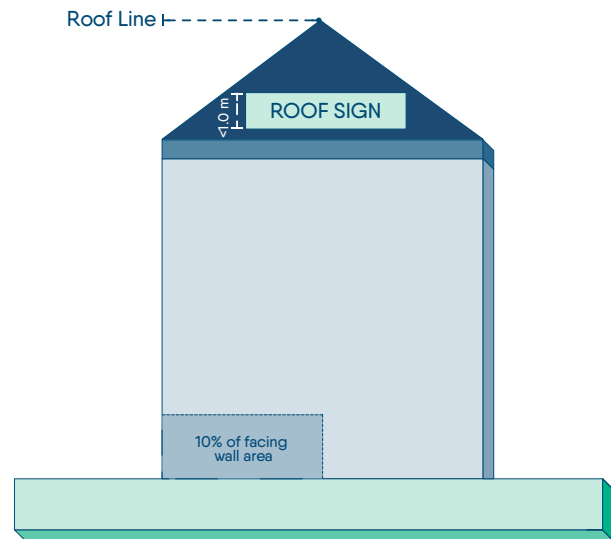 Roof Line
<1.0 m
ROOF SIGN
10% of facing
wall area